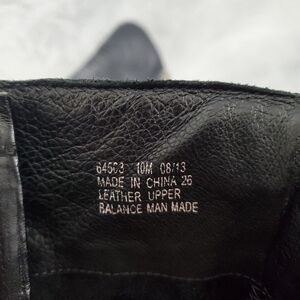 64563 10M 08/13
MADE IN CHINA 26
LEATHER UPPER
BALANCE MAN MADE